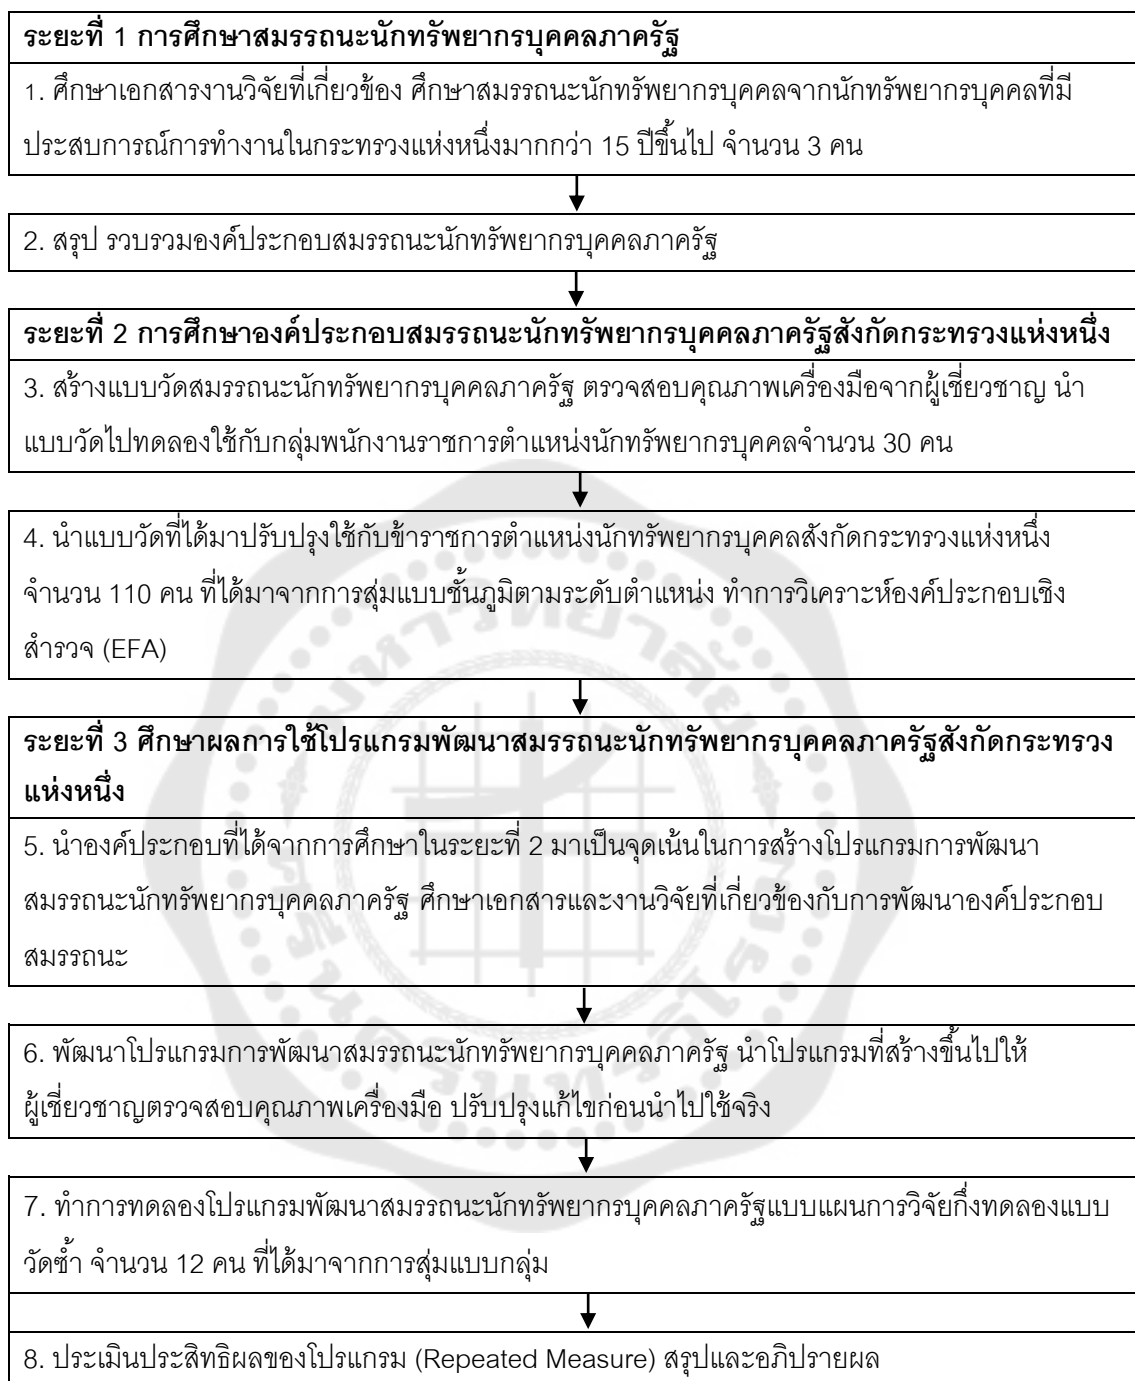 ระยะที่ 1 การศึกษาสมรรถนะนักทรัพยากรบุคคลภาครัฐ
1. ศึกษาเอกสารงานวิจัยที่เกี่ยวข้อง ศึกษาสมรรถนะนักทรัพยากรบุคคลจากนักทรัพยากรบุคคลที่มี
ประสบการณ์การทำงานในกระทรวงแห่งหนึ่งมากกว่า 15 ปีขึ้นไป จำนวน 3 คน
2. สรุป รวบรวมองค์ประกอบสมรรถนะนักทรัพยากรบุคคลภาครัฐ
ระยะที่ 2 การศึกษาองค์ประกอบสมรรถนะนักทรัพยากรบุคคลภาครัฐสังกัดกระทรวงแห่งหนึ่ง
3. สร้างแบบวัดสมรรถนะนักทรัพยากรบุคคลภาครัฐ ตรวจสอบคุณภาพเครื่องมือจากผู้เชี่ยวชาญ นำ
แบบวัดไปทดลองใช้กับกลุ่มพนักงานราชการตำแหน่งนักทรัพยากรบุคคลจำนวน 30 คน
4. นำแบบวัดที่ได้มาปรับปรุงใช้กับข้าราชการตำแหน่งนักทรัพยากรบุคคลสังกัดกระทรวงแห่งหนึ่ง
จำนวน 110 คน ที่ได้มาจากการสุ่มแบบชั้นภูมิตามระดับตำแหน่ง ทำการวิเคราะห์องค์ประกอบเชิง
สำรวจ (EFA)
ระยะที่ 3 ศึกษาผลการใช้โปรแกรมพัฒนาสมรรถนะนักทรัพยากรบุคคลภาครัฐสังกัดกระทรวง
แห่งหนึ่ง
5. นำองค์ประกอบที่ได้จากการศึกษาในระยะที่ 2 มาเป็นจุดเน้นในการสร้างโปรแกรมการพัฒนา
สมรรถนะนักทรัพยากรบุคคลภาครัฐ ศึกษาเอกสารและงานวิจัยที่เกี่ยวข้องกับการพัฒนาองค์ประกอบ
สมรรถนะ
6. พัฒนาโปรแกรมการพัฒนาสมรรถนะนักทรัพยากรบุคคลภาครัฐ นำโปรแกรมที่สร้างขึ้นไปให้
ผู้เชี่ยวชาญตรวจสอบคุณภาพเครื่องมือ ปรับปรุงแก้ไขก่อนนำไปใช้จริง
7. ทำการทดลองโปรแกรมพัฒนาสมรรถนะนักทรัพยากรบุคคลภาครัฐแบบแผนการวิจัยกึ่งทดลองแบบ
วัดซ้ำ จำนวน 12 คน ที่ได้มาจากการสุ่มแบบกลุ่ม
8. ประเมินประสิทธิผลของโปรแกรม (Repeated Measure) สรุปและอภิปรายผล
มหาวิทยาลัย
ศรีนครินทรวิโรฒ